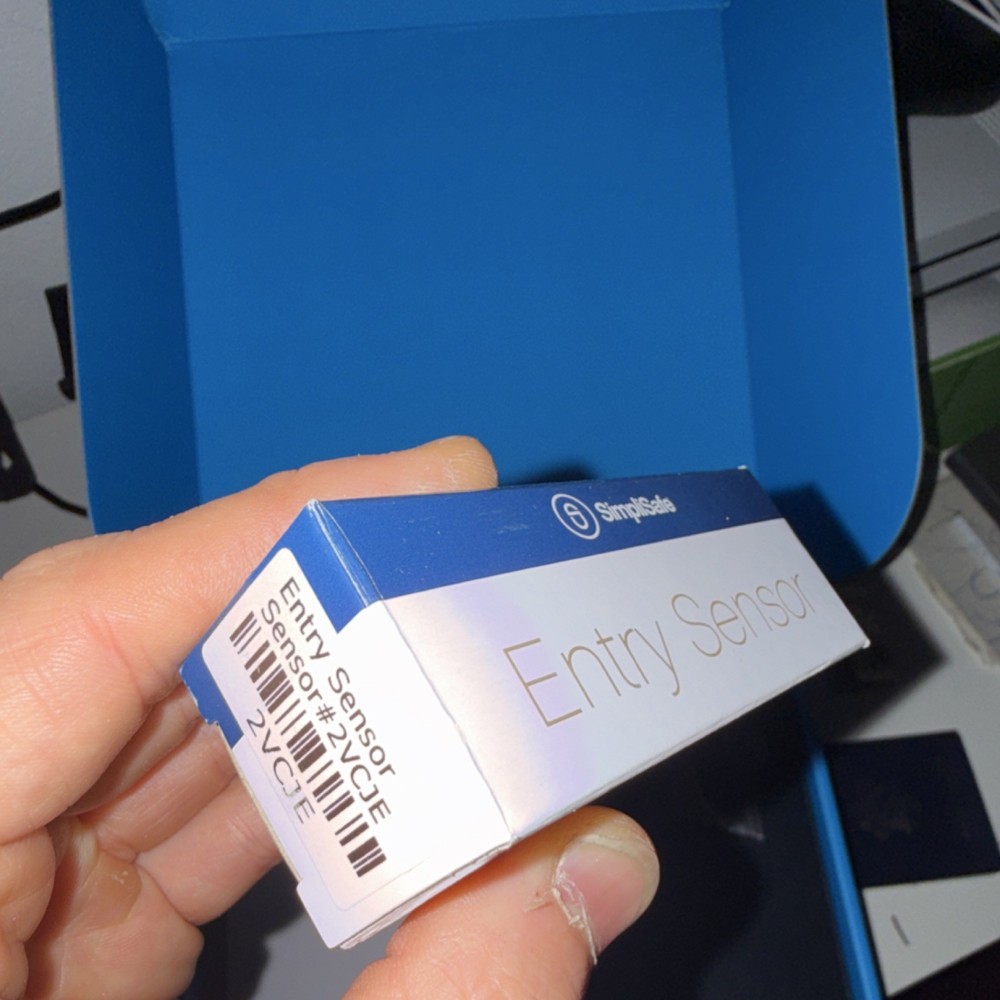 SimpliSafe
Entry Sensor
Entry Sensor
Sensor#2VCJE
2VCJE